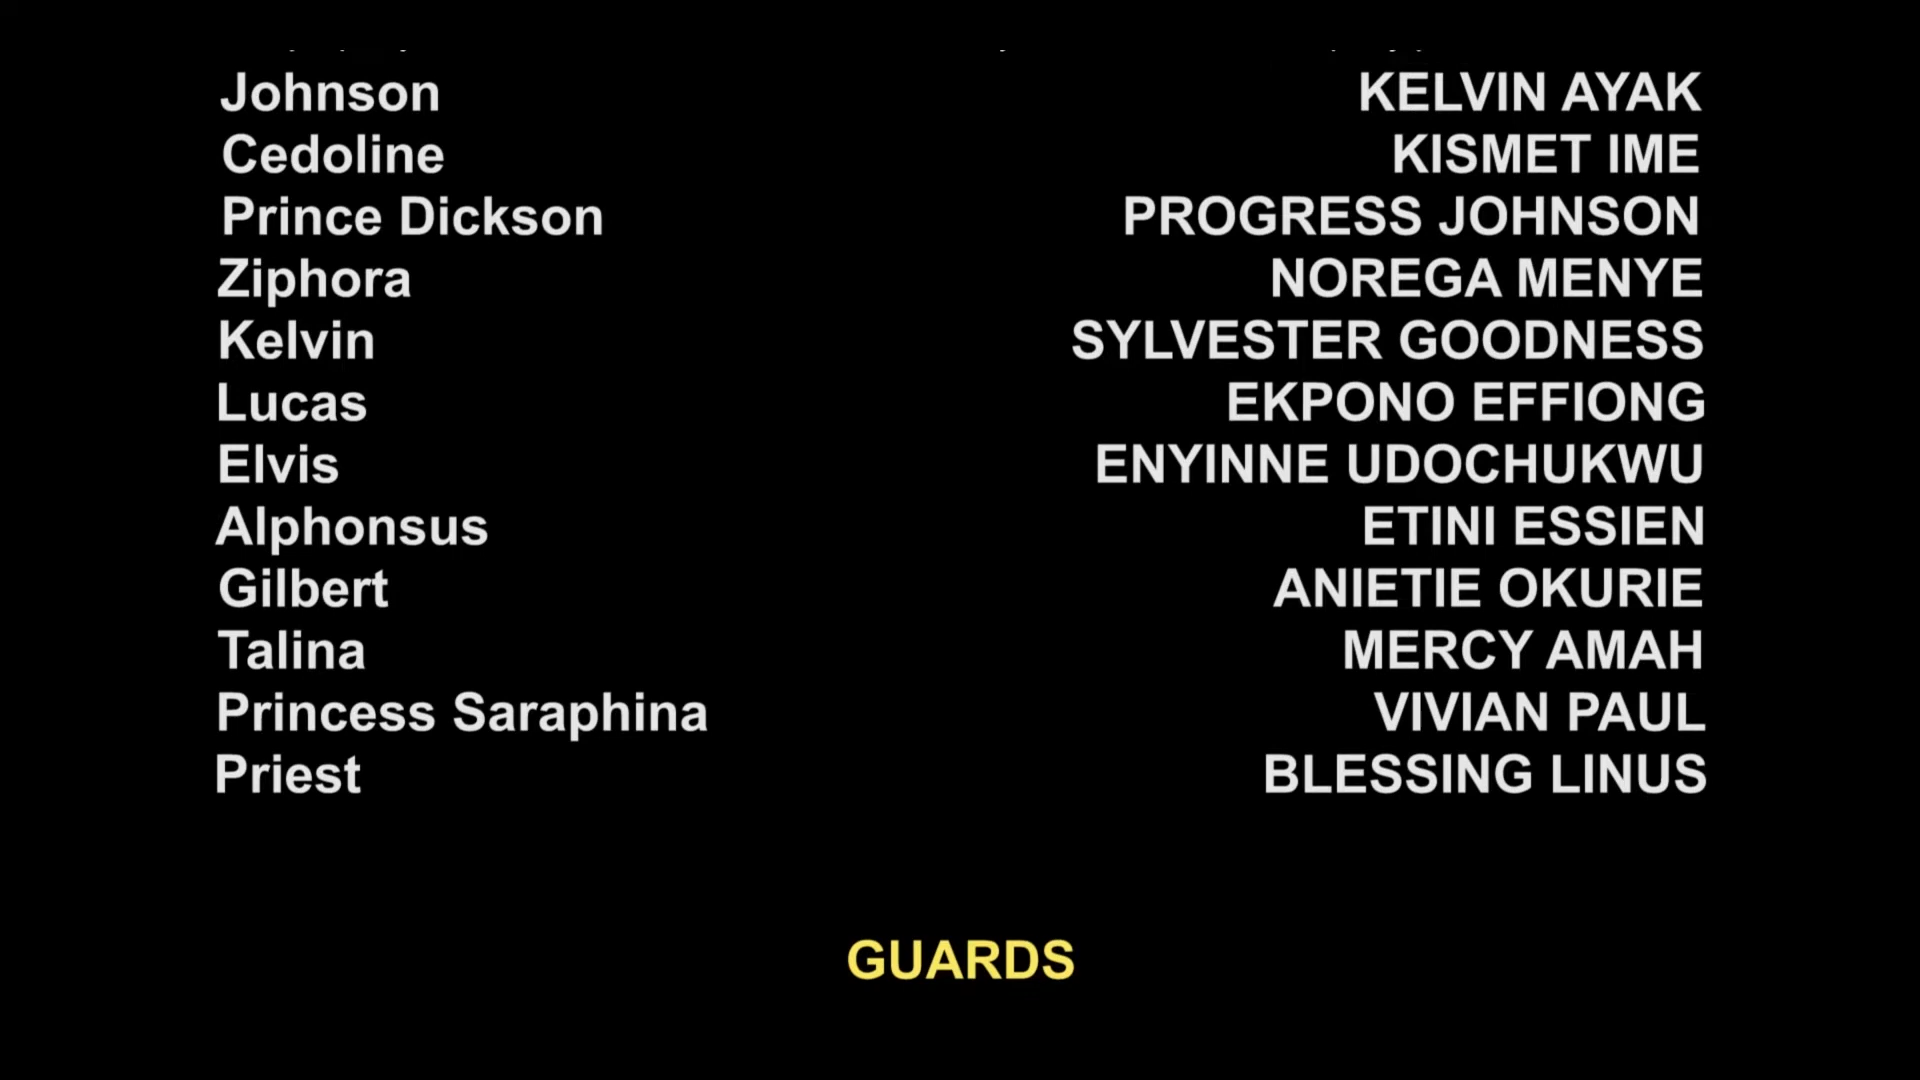 Johnson KELVIN AYAK
Cedoline KISMET IME
Prince Dickson PROGRESS JOHNSON
Ziphora NOREGA MENYE
Kelvin SYLVESTER GOODNESS
Lucas EKPONO EFFIONG
Elvis ENYINNE UDOCHUKWU
Alphonsus ETINI ESSIEN
Gilbert ANIETIE OKURIE
Talina MERCY AMAH
Princess Saraphina VIVIAN PAUL
Priest BLESSING LINUS
GUARDS